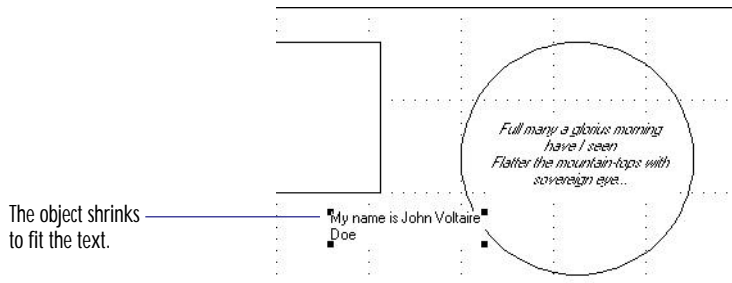 Full many a glorius morning
have I seen
Flatter the mountain-tops with
sovereign eye...
The object shrinks
to fit the text.
My name is John Voltaire
Doe